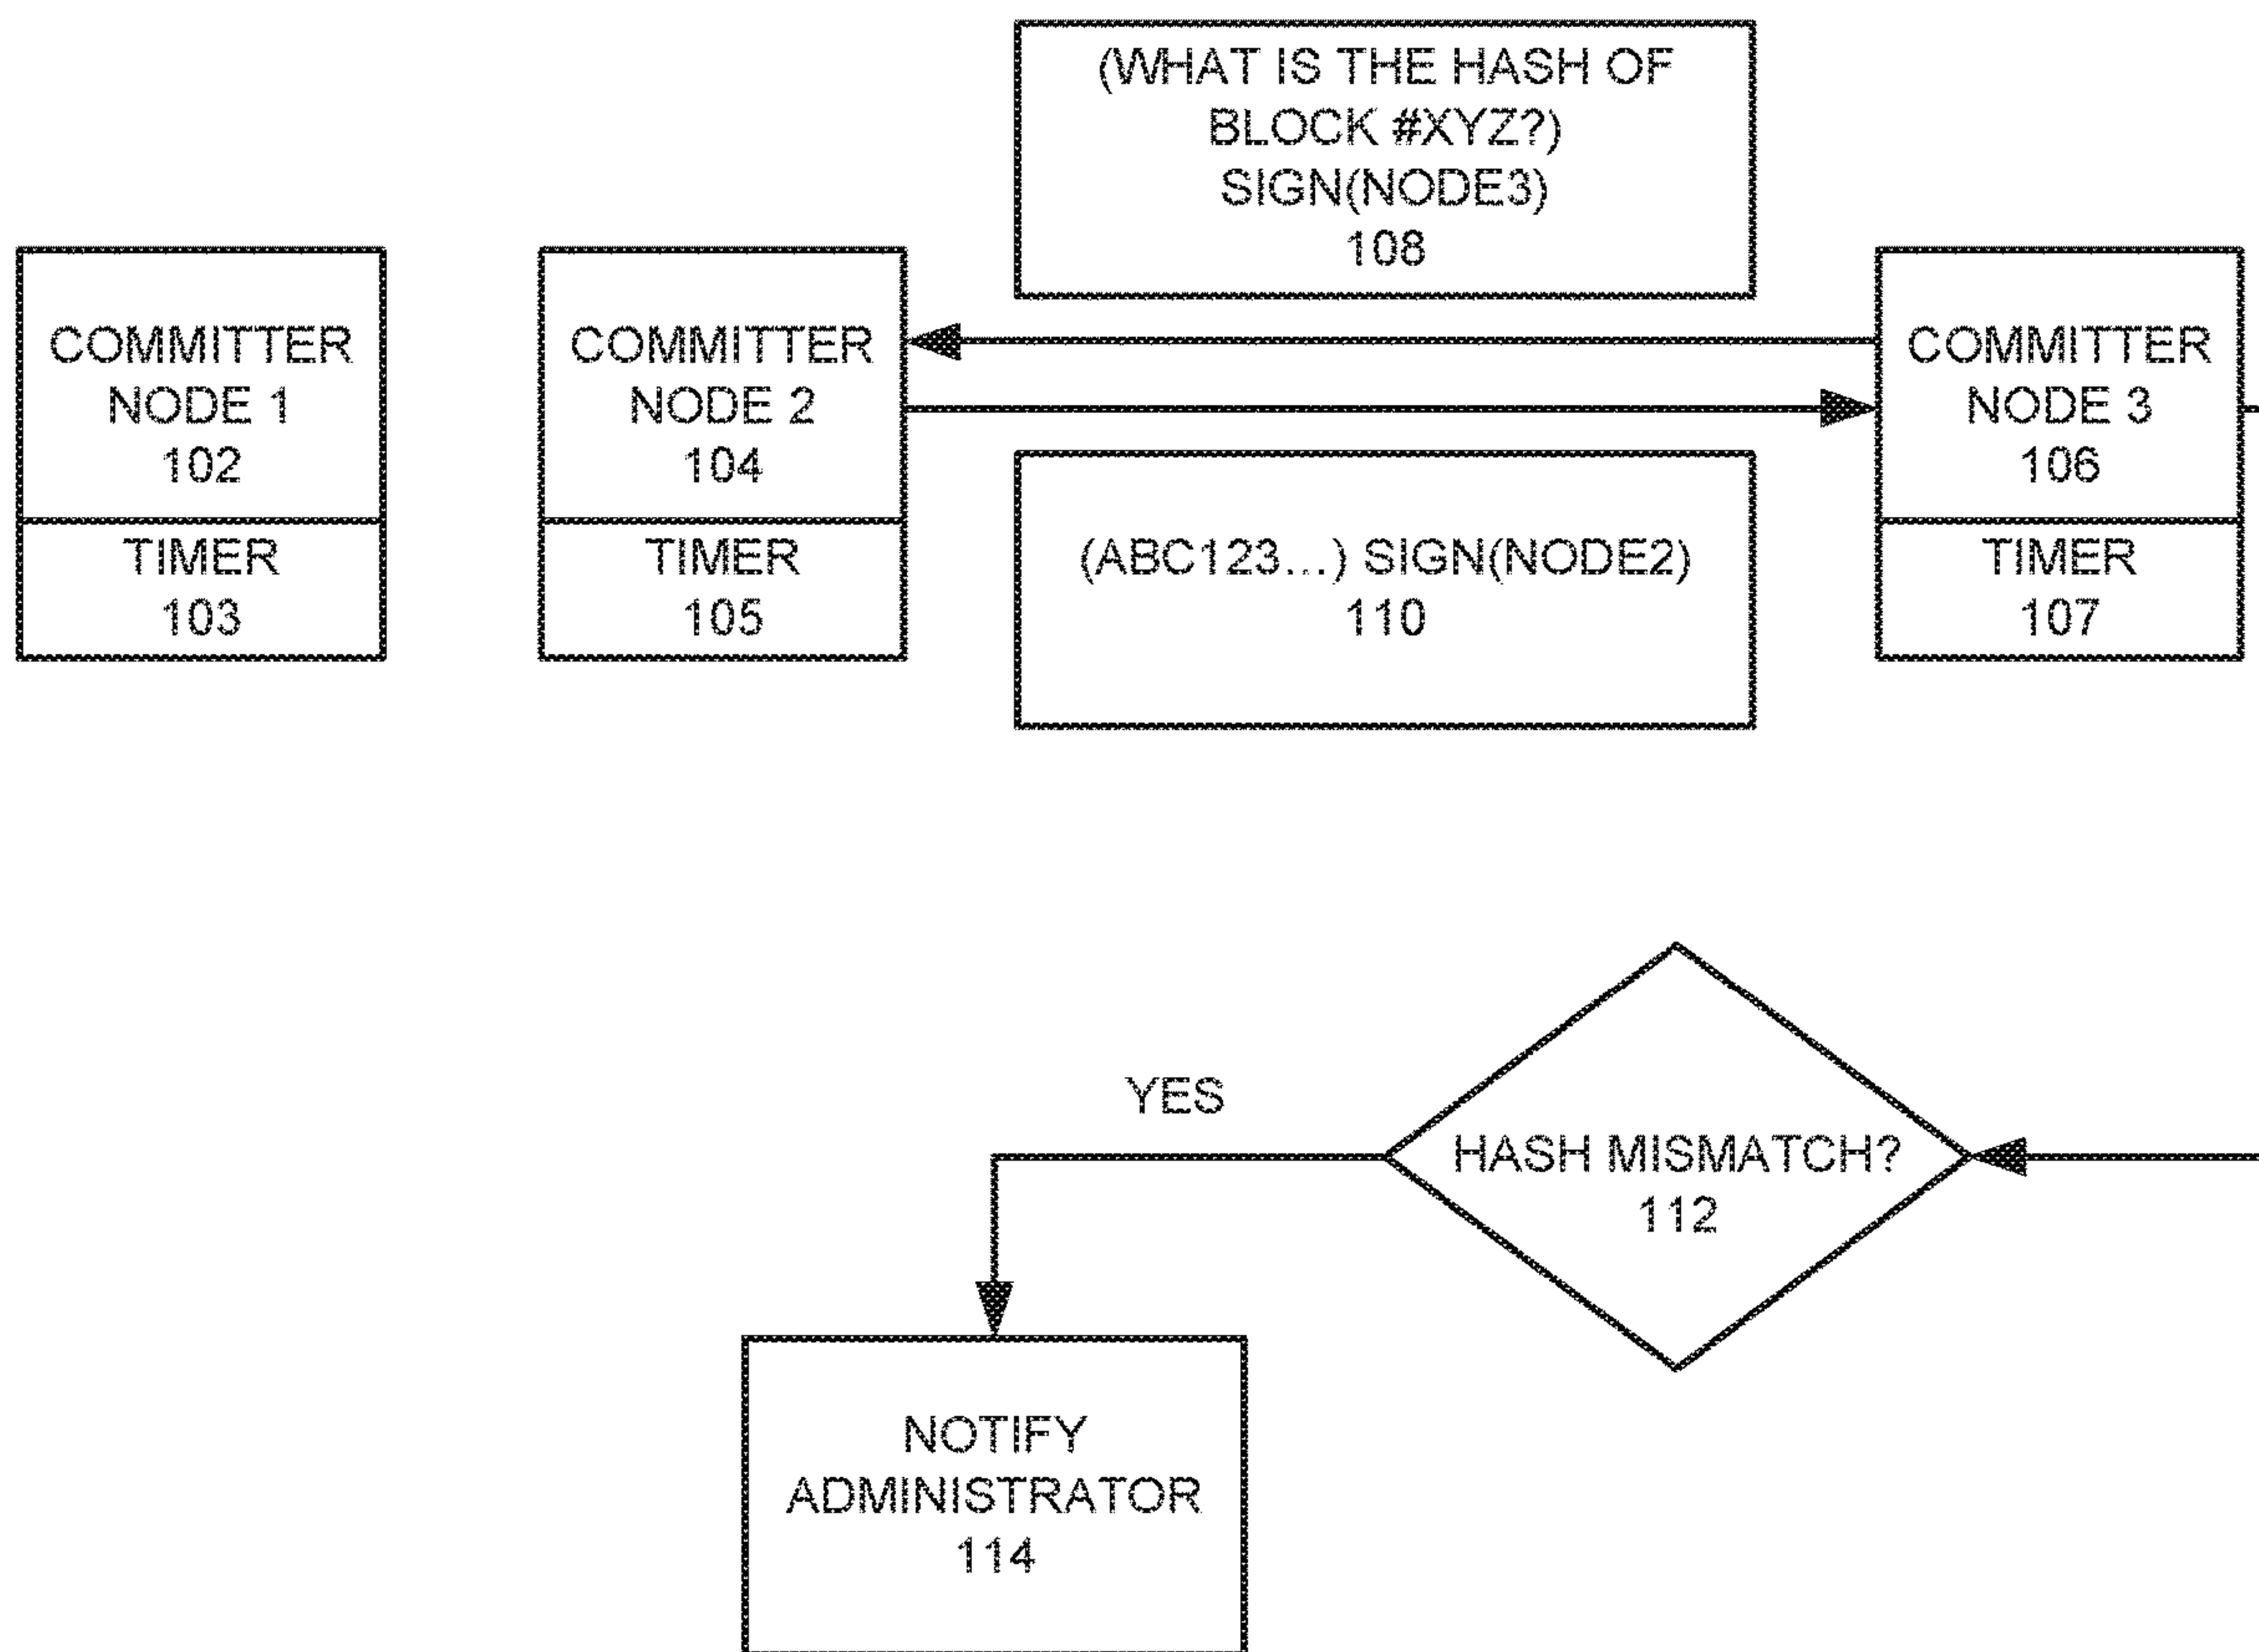 (WHAT IS THE HASH OF
BLOCK #XYZ?)
SIGN(NODE3)
108
COMMITTER
NODE 1
102
TIMER
103
COMMITTER
NODE 2
104
TIMER
105
COMMITTER
NODE 3
106
TIMER
107
(ABC123...) SIGN(NODE2)
110
YES
HASH MISMATCH?
112
NOTIFY
ADMINISTRATOR
114